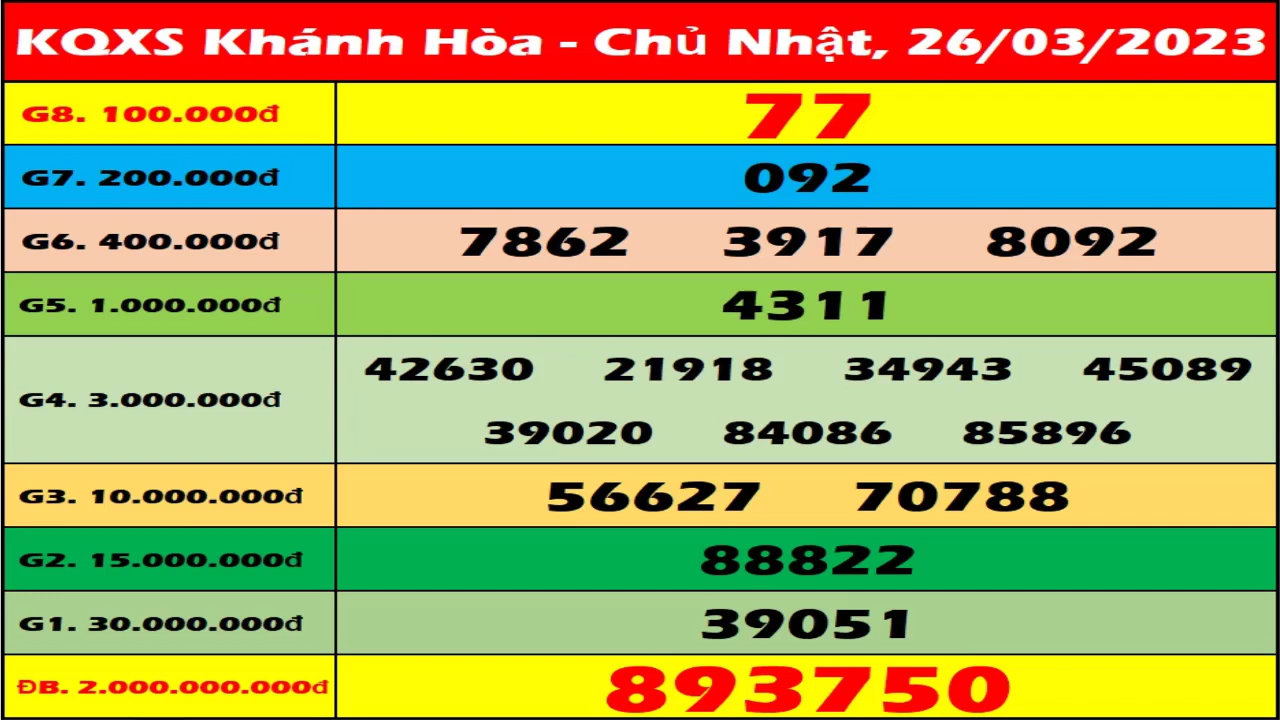 KQXS Khánh Hòa - Chủ Nhật, 26/03/2023
G8. 100.000đ 77
G7. 200.000đ 092
G6. 400.000đ 7862 3917 8092
G5. 1.000.000đ 4311
G4. 3.000.000đ 42630 21918 34943 45089
39020 84086 85896
G3. 10.000.000đ 56627 70788
G2. 15.000.000đ 88822
G1. 30.000.000đ 39051
ĐB. 2.000.000.000đ 893750